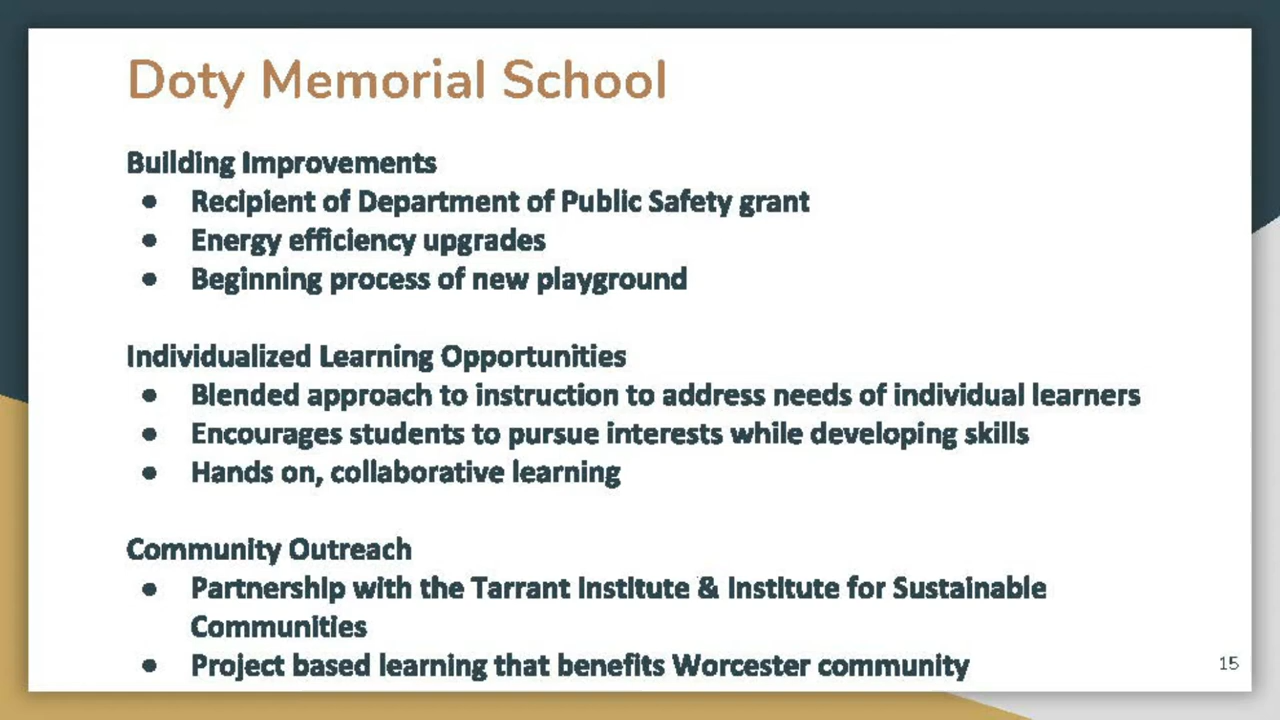 Doty Memorial School
Building Improvements
● Recipient of Department of Public Safety grant
● Energy efficiency upgrades
● Beginning process of new playground
Individualized Learning Opportunities
● Blended approach to instruction to address needs of individual learners
● Encourages students to pursue interests while developing skills
● Hands on, collaborative learning
Community Outreach
● Partnership with the Tarrant Institute & Institute for Sustainable
Communities
● Project based learning that benefits Worcester community
15